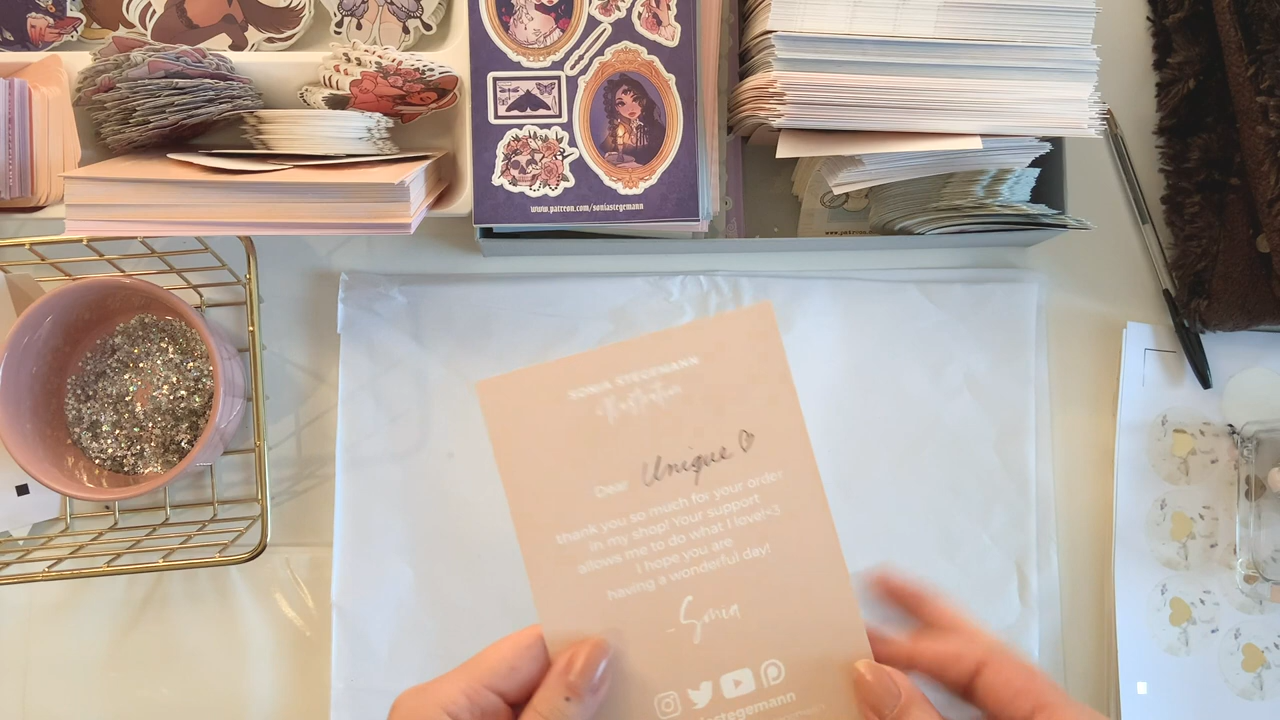 www.patreon.com/soniastegemann
SONIA STEGEMANN
illustration
Dear Unique ♡
thank you so much for your order
in my shop! Your support
allows me to do what I love!<3
I hope you are
having a wonderful day!
- Sonia